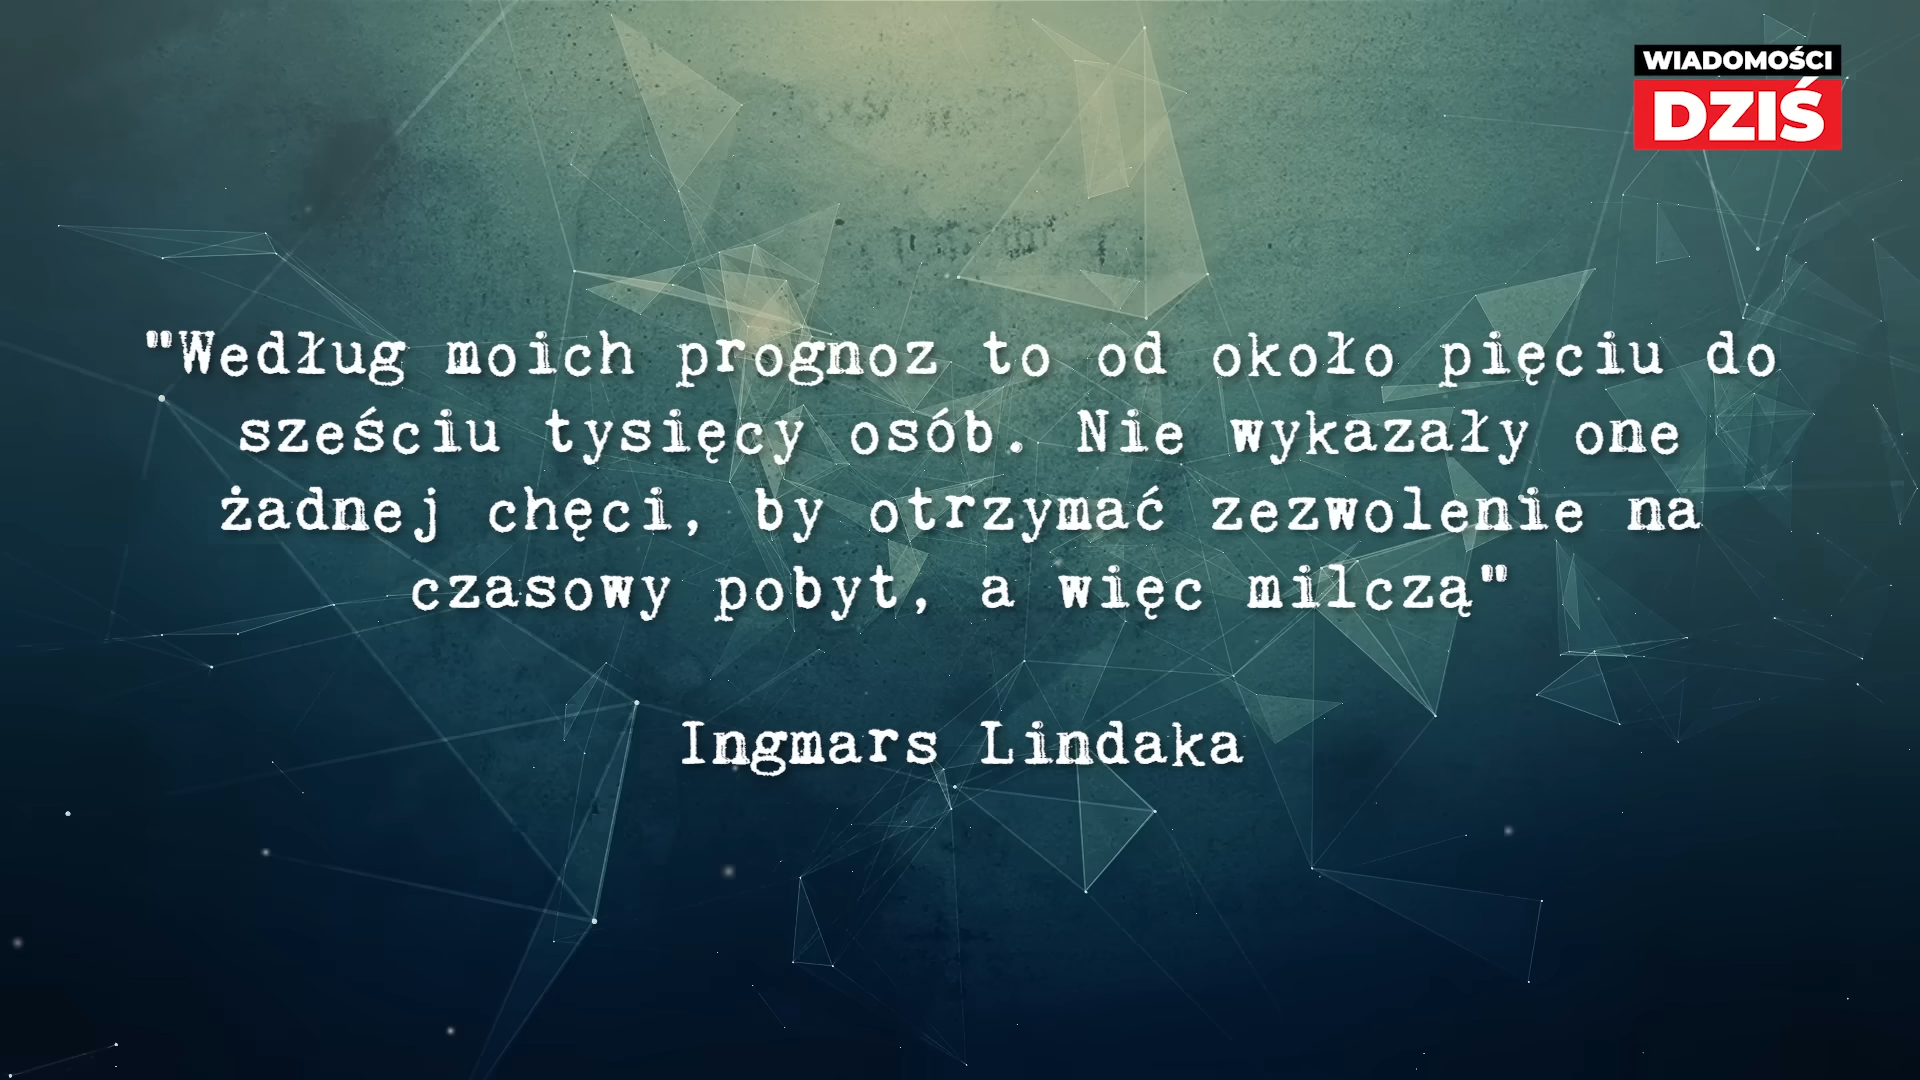 WIADOMOŚCI
DZIŚ
"Według moich prognoz to od około pięciu do
sześciu tysięcy osób. Nie wykazały one
żadnej chęci, by otrzymać zezwolenie na
czasowy pobyt, a więc milczą"
Ingmars Lindaka